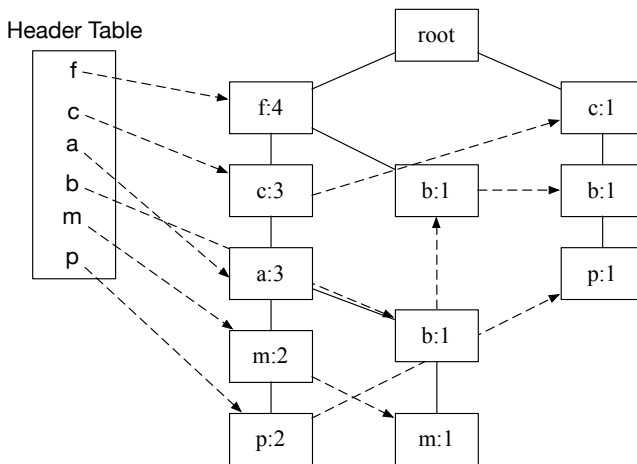 Header Table
root
f
f:4
c:1
c
a
c:3
b:1
b:1
b
m
p
a:3
p:1
m:2
b:1
p:2
m:1